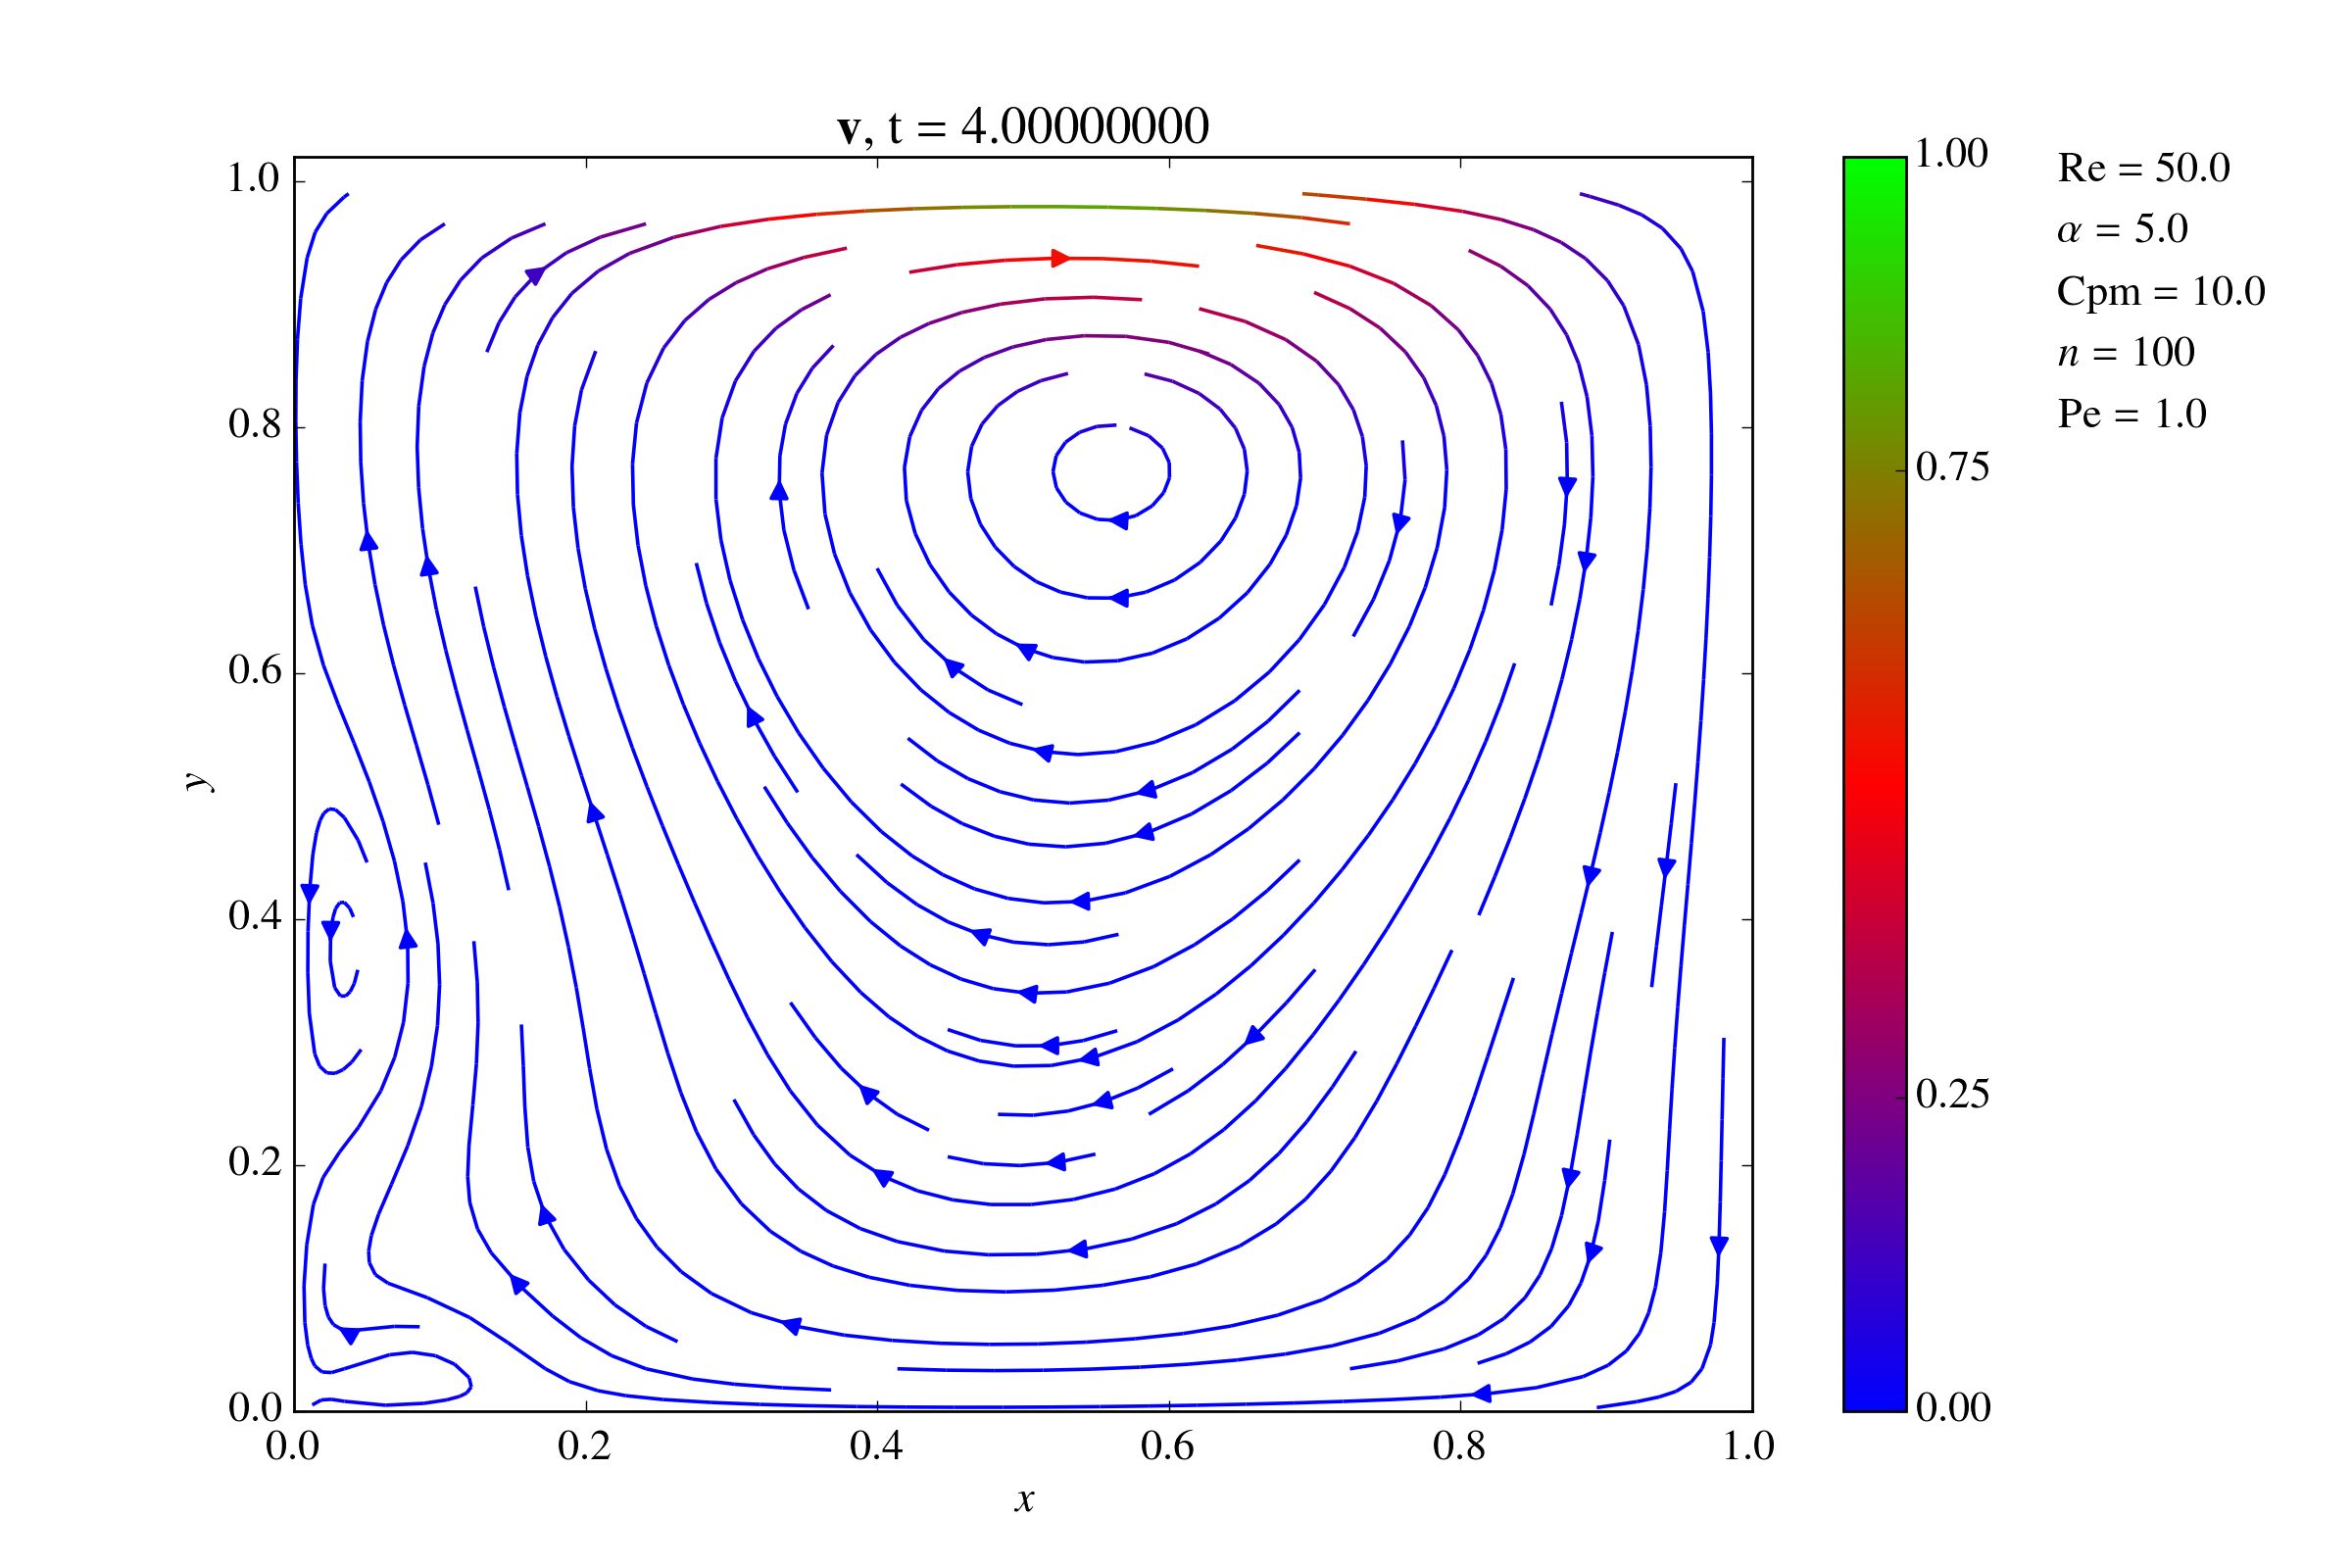 v, t = 4.00000000
1.0
0.8
0.6
0.4
0.2
0.0
y
0.0 0.2 0.4 0.6 0.8 1.0
x
1.00
0.75
0.25
0.00
Re = 50.0
α = 5.0
Cpm = 10.0
n = 100
Pe = 1.0